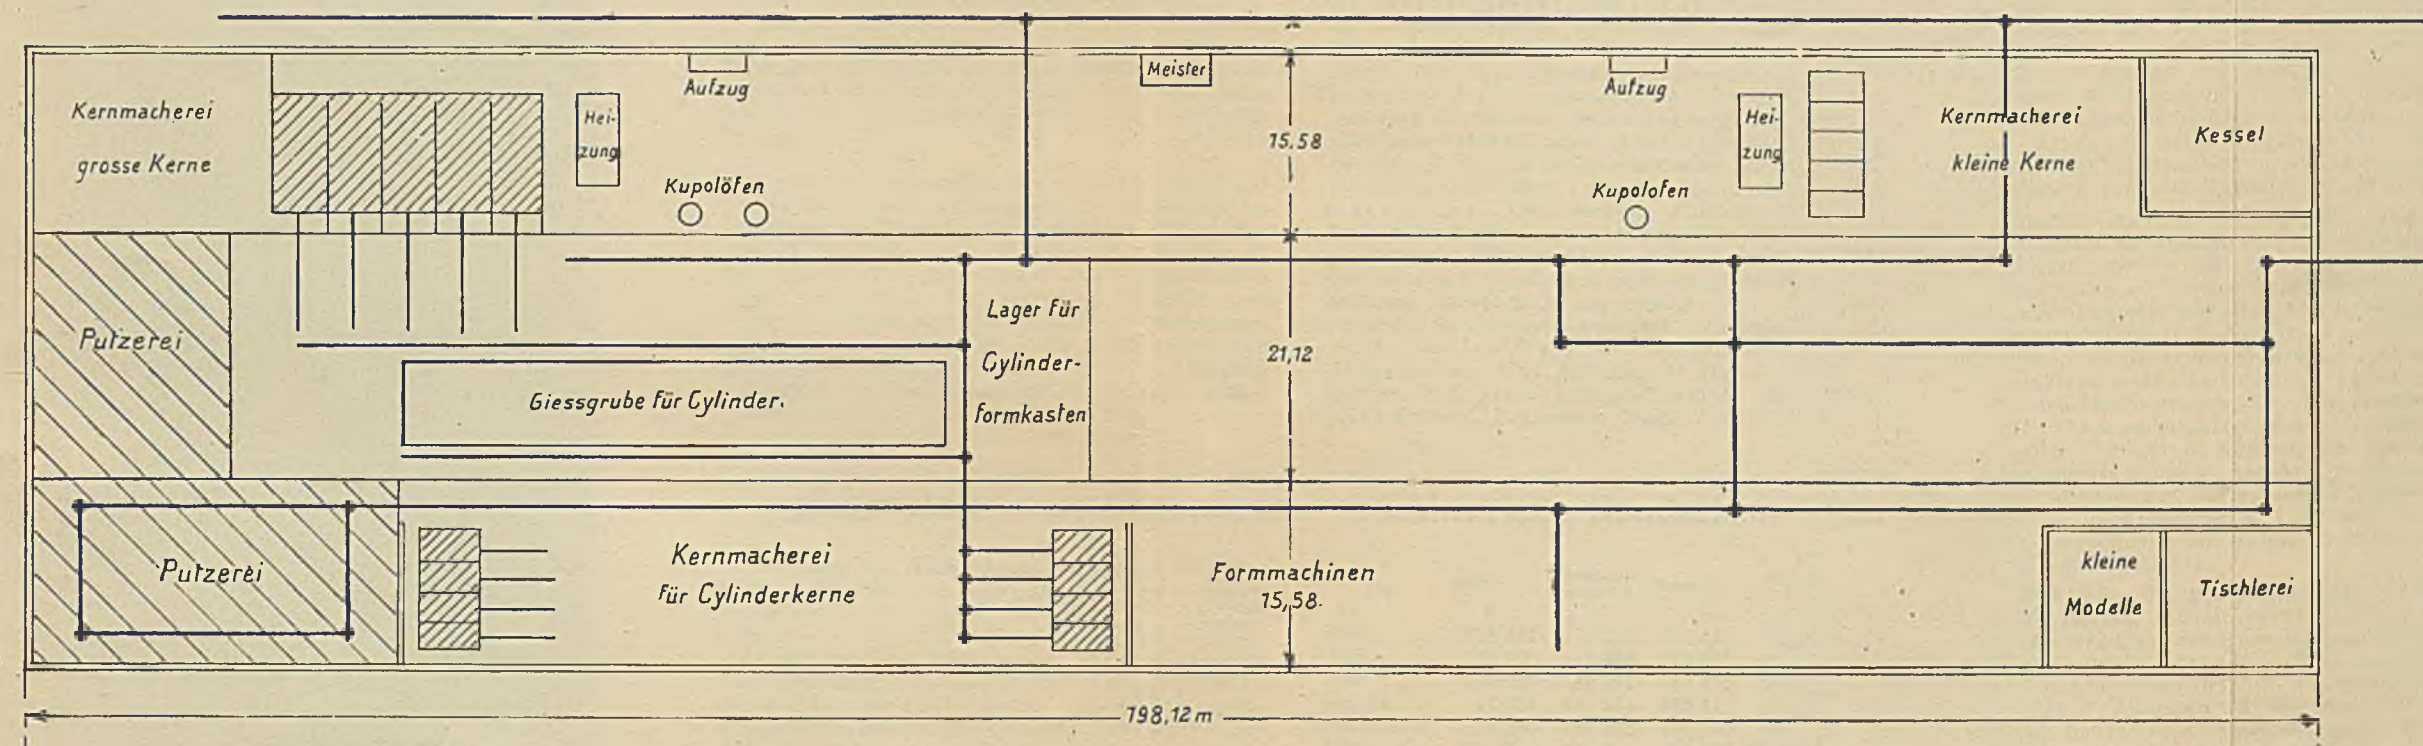 Meister
Aufzug
Aufzug
Kernmacherei
grosse Kerne
Hei-
zung
15.58
Hei-
zung
Kernmacherei
kleine Kerne
Kessel
Kupolöfen
Kupolofen
Putzerei
Lager für
Cylinder-
formkasten
21,12
Giessgrube für Cylinder.
Putzerei
Kernmacherei
für Cylinderkerne
Formmachinen
15,58.
kleine
Modelle
Tischlerei
198,12 m